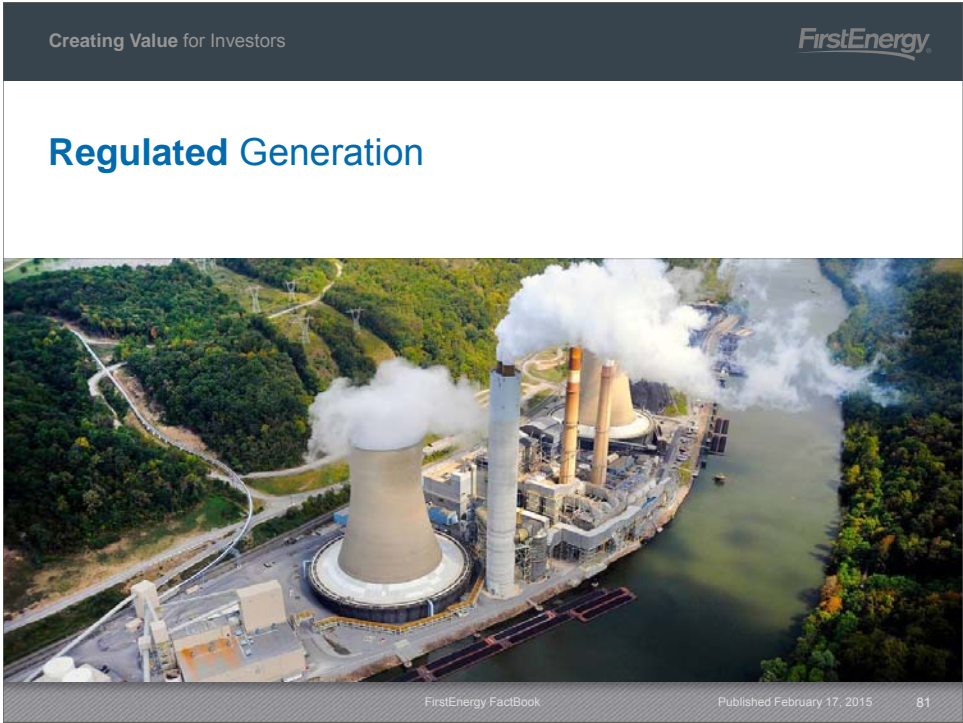 Creating Value for Investors
FirstEnergy®
Regulated Generation
FirstEnergy FactBook
Published February 17, 2015
81